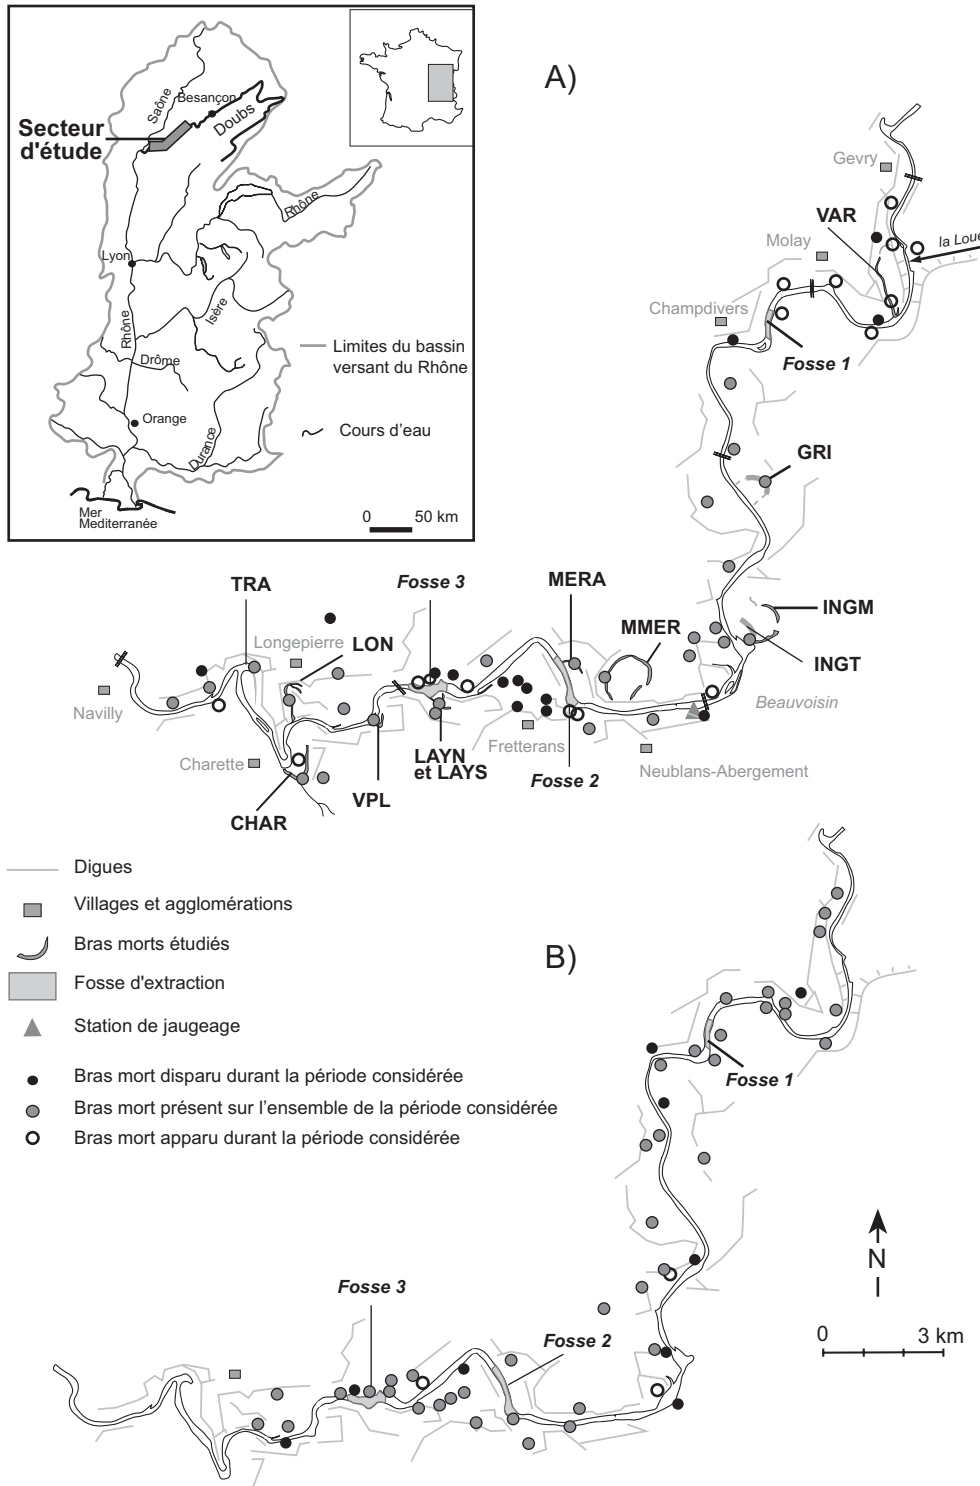 Saône
Besançon
Doubs
Secteur
d'étude
Rhône
Lyon
Isère
Rhône
Drôme
Orange
Durance
Mer
Mediterranée
Limites du bassin
versant du Rhône
Cours d'eau
0 50 km
A)
Gevry
VAR
la Loue
Molay
Champdivers
Fosse 1
GRI
TRA
Fosse 3
MERA
INGM
Longepierre
LON
MMER
INGT
Navilly
Beauvoisin
Charette
LAYN
et LAYS
Fretterans
Fosse 2
Neublans-Abergement
VPL
CHAR
Digues
Villages et agglomérations
Bras morts étudiés
Fosse d'extraction
Station de jaugeage
Bras mort disparu durant la période considérée
Bras mort présent sur l'ensemble de la période considérée
Bras mort apparu durant la période considérée
B)
Fosse 1
N
Fosse 3
Fosse 2
0 3 km